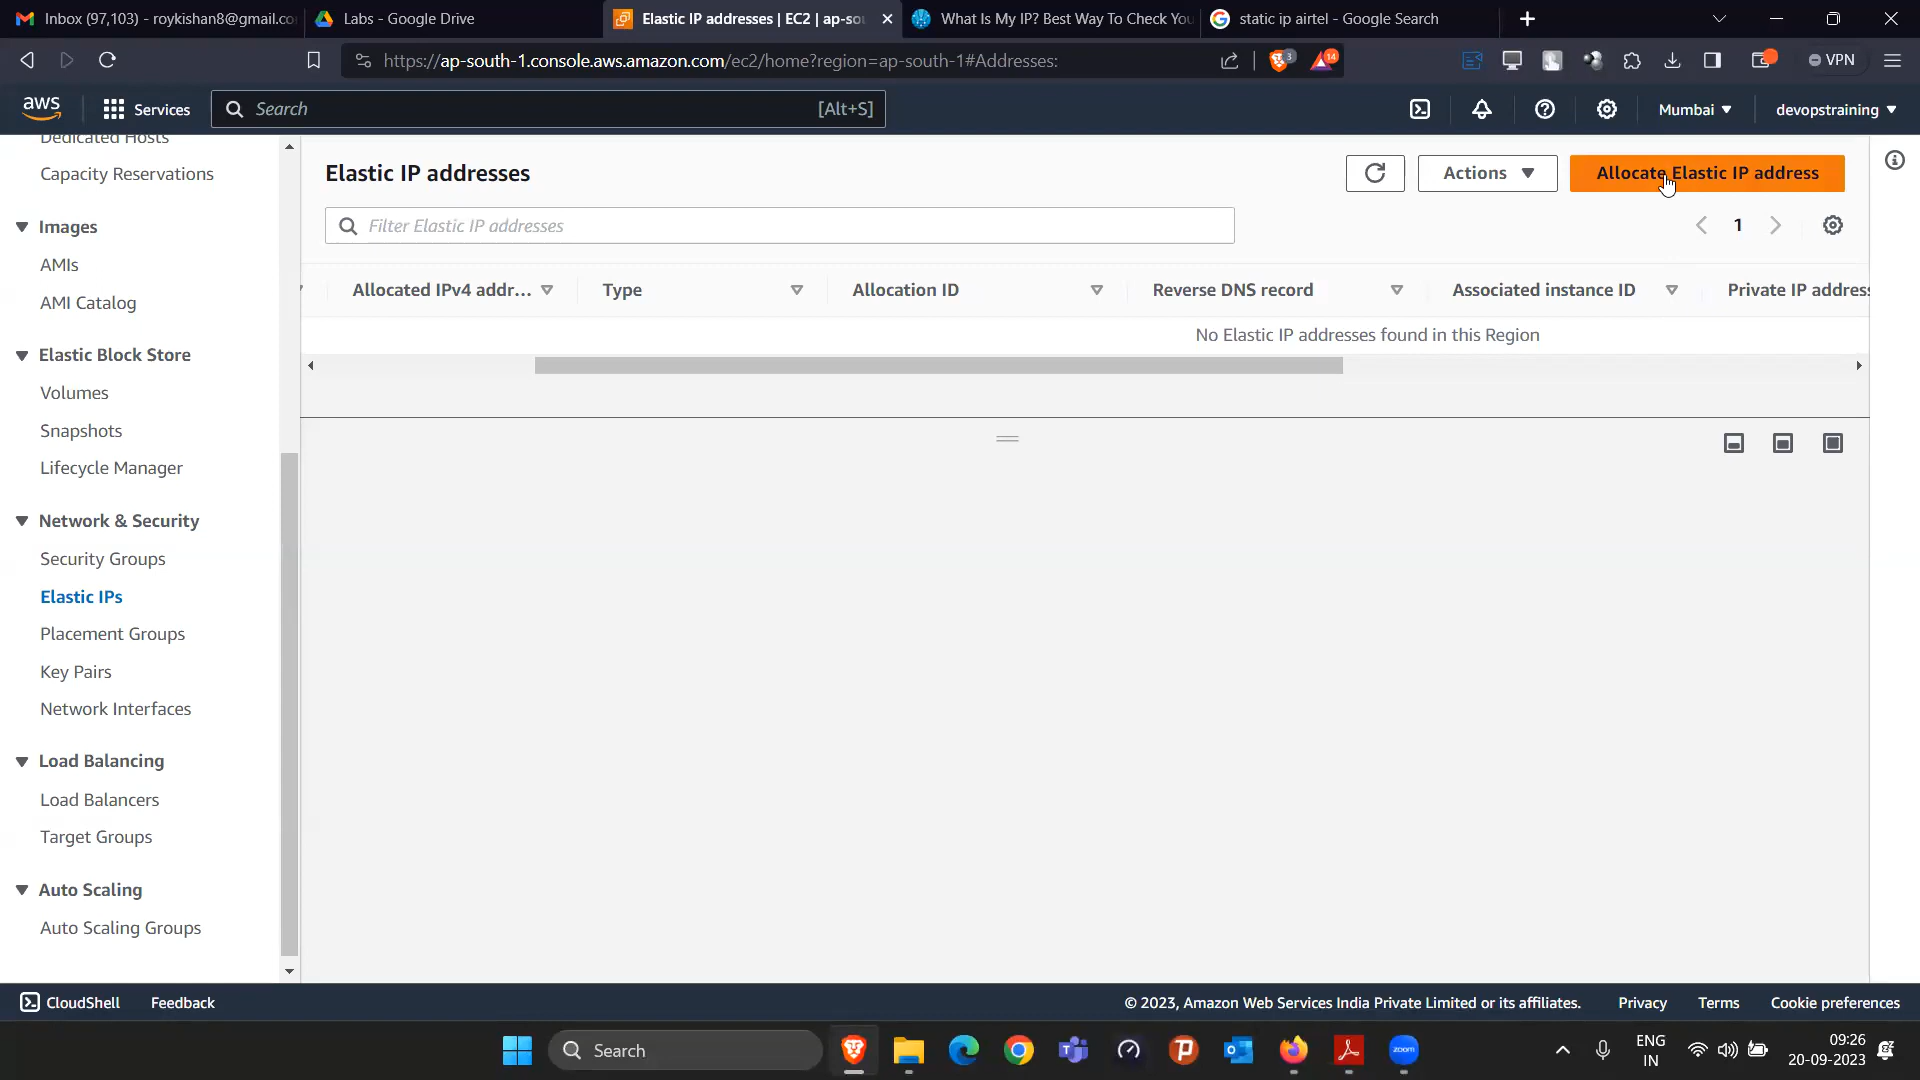 Inbox (97,103) - roykishan8@gmail.co
Labs - Google Drive
Elastic IP addresses | EC2 | ap-so
What Is My IP? Best Way To Check You
static ip airtel - Google Search
https://ap-south-1.console.aws.amazon.com/ec2/home?region=ap-south-1#Addresses:
3
14
VPN
aws
Services
Search
[Alt+S]
Mumbai
devopstraining
Dedicated Hosts
Capacity Reservations
Images
AMIs
AMI Catalog
Elastic Block Store
Volumes
Snapshots
Lifecycle Manager
Network & Security
Security Groups
Elastic IPs
Placement Groups
Key Pairs
Network Interfaces
Load Balancing
Load Balancers
Target Groups
Auto Scaling
Auto Scaling Groups
Elastic IP addresses
Actions
Allocate Elastic IP address
Filter Elastic IP addresses
1
Allocated IPv4 addr...
Type
Allocation ID
Reverse DNS record
Associated instance ID
Private IP address
No Elastic IP addresses found in this Region
CloudShell
Feedback
© 2023, Amazon Web Services India Private Limited or its affiliates.
Privacy
Terms
Cookie preferences
Search
zoom
ENG
IN
09:26
20-09-2023